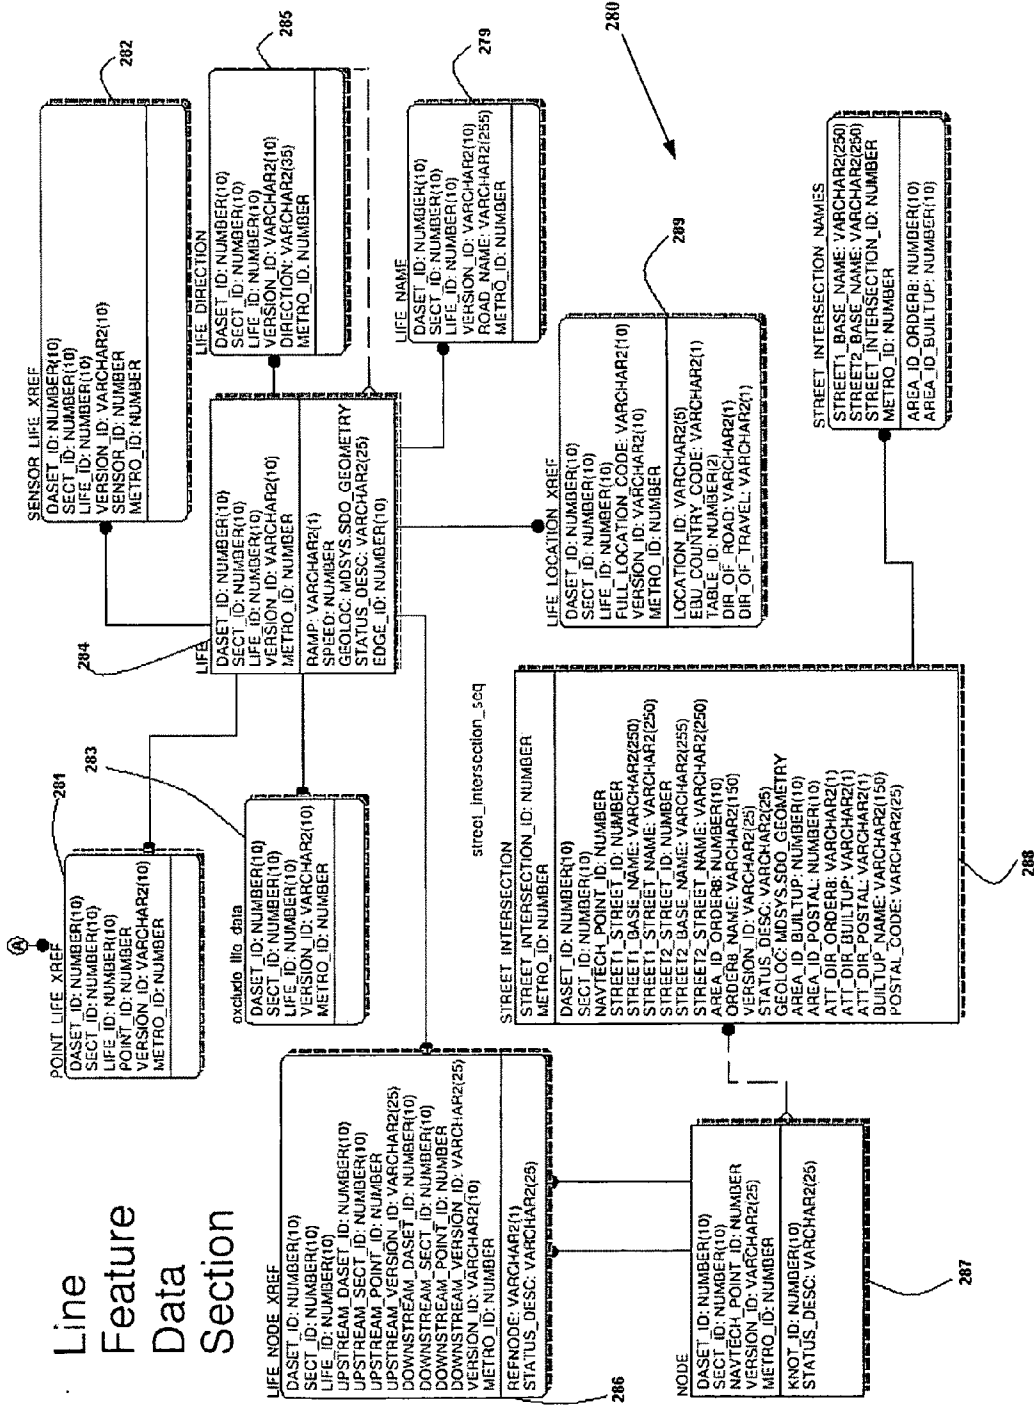 Line
Feature
Data
Section
280
POINT_LIFE_XREF
DASET_ID: NUMBER(10)
SECT_ID: NUMBER(10)
LIFE_ID: NUMBER(10)
POINT_ID: NUMBER
VERSION_ID: VARCHAR2(10)
METRO_ID: NUMBER
281
A
SENSOR_LIFE_XREF
DASET_ID: NUMBER(10)
SECT_ID: NUMBER(10)
LIFE_ID: NUMBER(10)
VERSION_ID: VARCHAR2(10)
SENSOR_ID: NUMBER
METRO_ID: NUMBER
282
exclude_life_data
DASET_ID: NUMBER(10)
SECT_ID: NUMBER(10)
LIFE_ID: NUMBER(10)
VERSION_ID: VARCHAR2(10)
METRO_ID: NUMBER
283
LIFE
DASET_ID: NUMBER(10)
SECT_ID: NUMBER(10)
LIFE_ID: NUMBER(10)
VERSION_ID: VARCHAR2(10)
METRO_ID: NUMBER
RAMP: VARCHAR2(1)
SPEED: NUMBER
GEOLOC: MDSYS.SDO_GEOMETRY
STATUS_DESC: VARCHAR2(25)
EDGE_ID: NUMBER(10)
284
LIFE_DIRECTION
DASET_ID: NUMBER(10)
SECT_ID: NUMBER(10)
LIFE_ID: NUMBER(10)
VERSION_ID: VARCHAR2(10)
DIRECTION: VARCHAR2(35)
METRO_ID: NUMBER
285
LIFE_NAME
DASET_ID: NUMBER(10)
SECT_ID: NUMBER(10)
LIFE_ID: NUMBER(10)
VERSION_ID: VARCHAR2(10)
ROAD_NAME: VARCHAR2(255)
METRO_ID: NUMBER
279
LIFE_NODE_XREF
DASET_ID: NUMBER(10)
SECT_ID: NUMBER(10)
LIFE_ID: NUMBER(10)
UPSTREAM_DASET_ID: NUMBER(10)
UPSTREAM_SECT_ID: NUMBER(10)
UPSTREAM_POINT_ID: NUMBER
UPSTREAM_VERSION_ID: VARCHAR2(25)
DOWNSTREAM_DASET_ID: NUMBER(10)
DOWNSTREAM_SECT_ID: NUMBER(10)
DOWNSTREAM_POINT_ID: NUMBER
DOWNSTREAM_VERSION_ID: VARCHAR2(25)
VERSION_ID: VARCHAR2(10)
METRO_ID: NUMBER
REFNODE: VARCHAR2(1)
STATUS_DESC: VARCHAR2(25)
286
LIFE_LOCATION_XREF
DASET_ID: NUMBER(10)
SECT_ID: NUMBER(10)
LIFE_ID: NUMBER(10)
FULL_LOCATION_CODE: VARCHAR2(10)
VERSION_ID: VARCHAR2(10)
METRO_ID: NUMBER
LOCATION_ID: VARCHAR2(5)
EBU_COUNTRY_CODE: VARCHAR2(1)
TABLE_ID: NUMBER(2)
DIR_OF_ROAD: VARCHAR2(1)
DIR_OF_TRAVEL: VARCHAR2(1)
289
street_intersection_seq
STREET_INTERSECTION
STREET_INTERSECTION_ID: NUMBER
METRO_ID: NUMBER
DASET_ID: NUMBER(10)
SECT_ID: NUMBER(10)
NAVTECH_POINT_ID: NUMBER
STREET1_STREET_ID: NUMBER
STREET1_BASE_NAME: VARCHAR2(250)
STREET1_STREET_NAME: VARCHAR2(250)
STREET2_STREET_ID: NUMBER
STREET2_BASE_NAME: VARCHAR2(255)
STREET2_STREET_NAME: VARCHAR2(250)
AREA_ID_ORDER8: NUMBER(10)
ORDER8_NAME: VARCHAR2(150)
VERSION_ID: VARCHAR2(25)
STATUS_DESC: VARCHAR2(25)
GEOLOC: MDSYS.SDO_GEOMETRY
AREA_ID_BUILTUP: NUMBER(10)
AREA_ID_POSTAL: NUMBER(10)
ATT_DIR_ORDER8: VARCHAR2(1)
ATT_DIR_BUILTUP: VARCHAR2(1)
ATT_DIR_POSTAL: VARCHAR2(1)
BUILTUP_NAME: VARCHAR2(150)
POSTAL_CODE: VARCHAR2(25)
288
NODE
DASET_ID: NUMBER(10)
SECT_ID: NUMBER(10)
NAVTECH_POINT_ID: NUMBER
VERSION_ID: VARCHAR2(25)
METRO_ID: NUMBER
KNOT_ID: NUMBER(10)
STATUS_DESC: VARCHAR2(25)
287
STREET_INTERSECTION_NAMES
STREET1_BASE_NAME: VARCHAR2(250)
STREET2_BASE_NAME: VARCHAR2(250)
STREET_INTERSECTION_ID: NUMBER
METRO_ID: NUMBER
AREA_ID_ORDER8: NUMBER(10)
AREA_ID_BUILTUP: NUMBER(10)